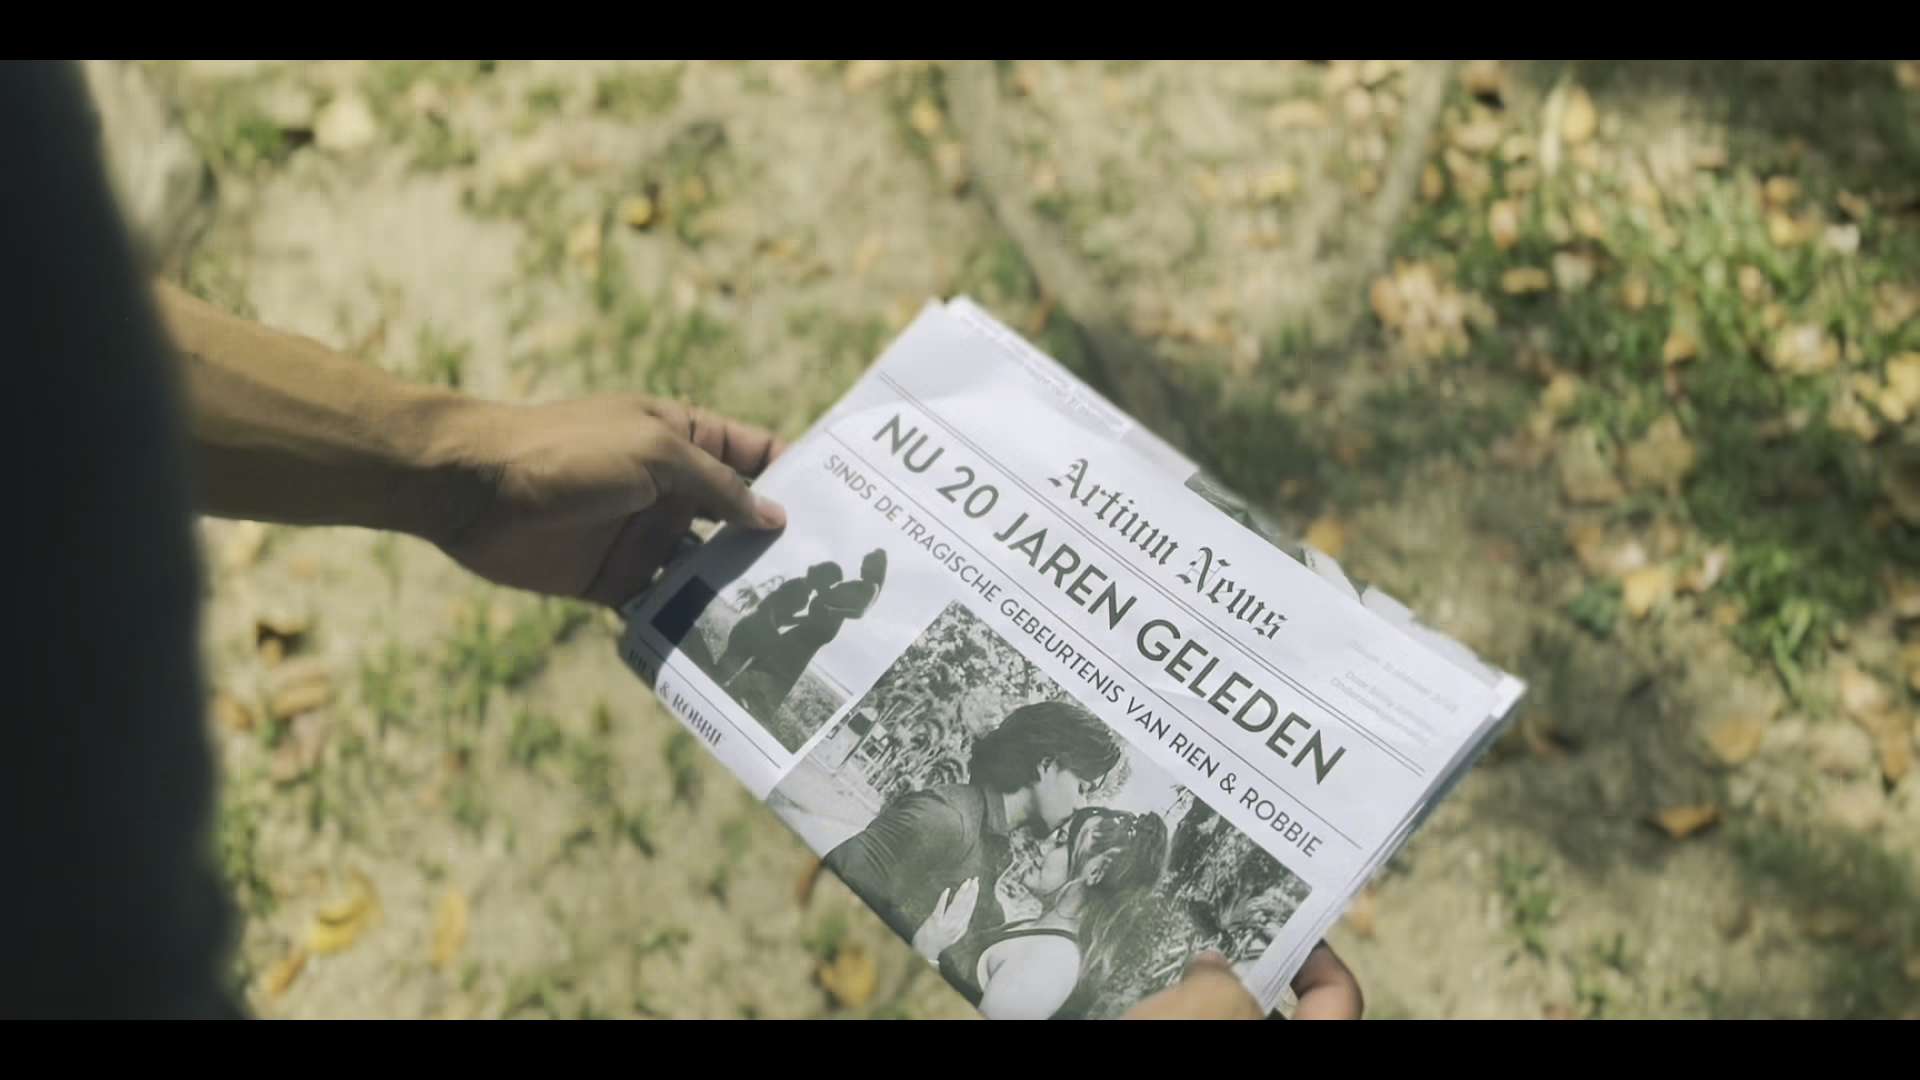 Artium News
NU 20 JAREN GELEDEN
SINDS DE TRAGISCHE GEBEURTENIS VAN RIEN & ROBBIE
& ROBBIE